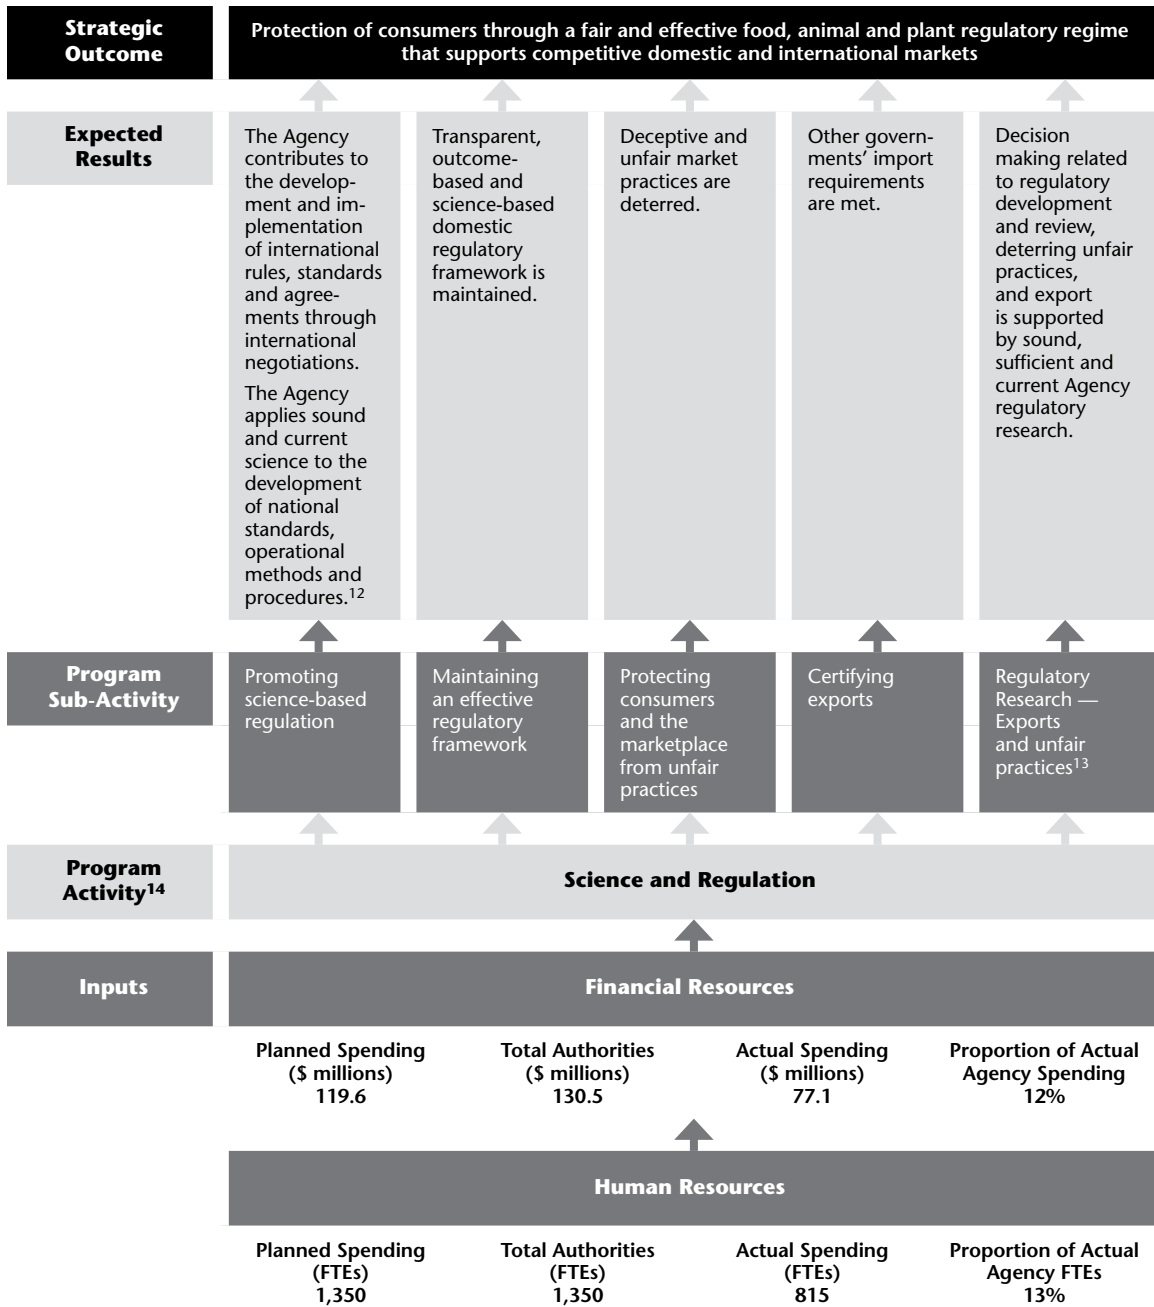 Strategic
Outcome
Protection of consumers through a fair and effective food, animal and plant regulatory regime
that supports competitive domestic and international markets
Expected
Results
The Agency
contributes to
the develop-
ment and im-
plementation
of international
rules, standards
and agree-
ments through
international
negotiations.
The Agency
applies sound
and current
science to the
development
of national
standards,
operational
methods and
procedures.12
Transparent,
outcome-
based and
science-based
domestic
regulatory
framework is
maintained.
Deceptive and
unfair market
practices are
deterred.
Other govern-
ments’ import
requirements
are met.
Decision
making related
to regulatory
development
and review,
deterring unfair
practices,
and export
is supported
by sound,
sufficient and
current Agency
regulatory
research.
Program
Sub-Activity
Promoting
science-based
regulation
Maintaining
an effective
regulatory
framework
Protecting
consumers
and the
marketplace
from unfair
practices
Certifying
exports
Regulatory
Research —
Exports
and unfair
practices13
Program
Activity14
Science and Regulation
Inputs
Financial Resources
Planned Spending
($ millions)
119.6
Total Authorities
($ millions)
130.5
Actual Spending
($ millions)
77.1
Proportion of Actual
Agency Spending
12%
Human Resources
Planned Spending
(FTEs)
1,350
Total Authorities
(FTEs)
1,350
Actual Spending
(FTEs)
815
Proportion of Actual
Agency FTEs
13%